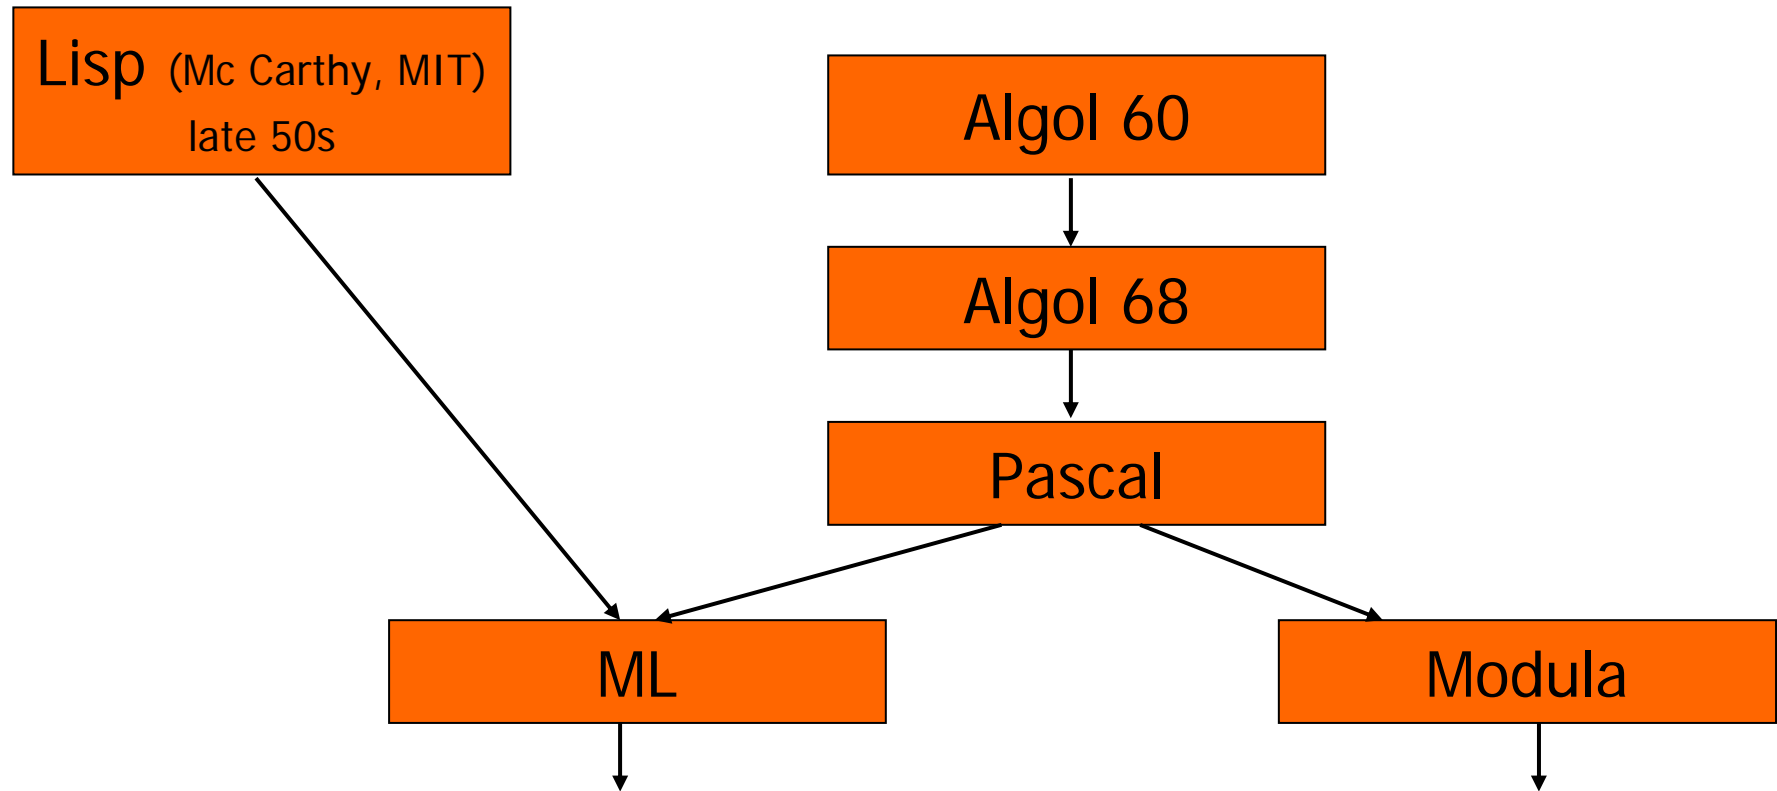 Lisp (Mc Carthy, MIT)
late 50s
Algol 60
Algol 68
Pascal
ML
Modula